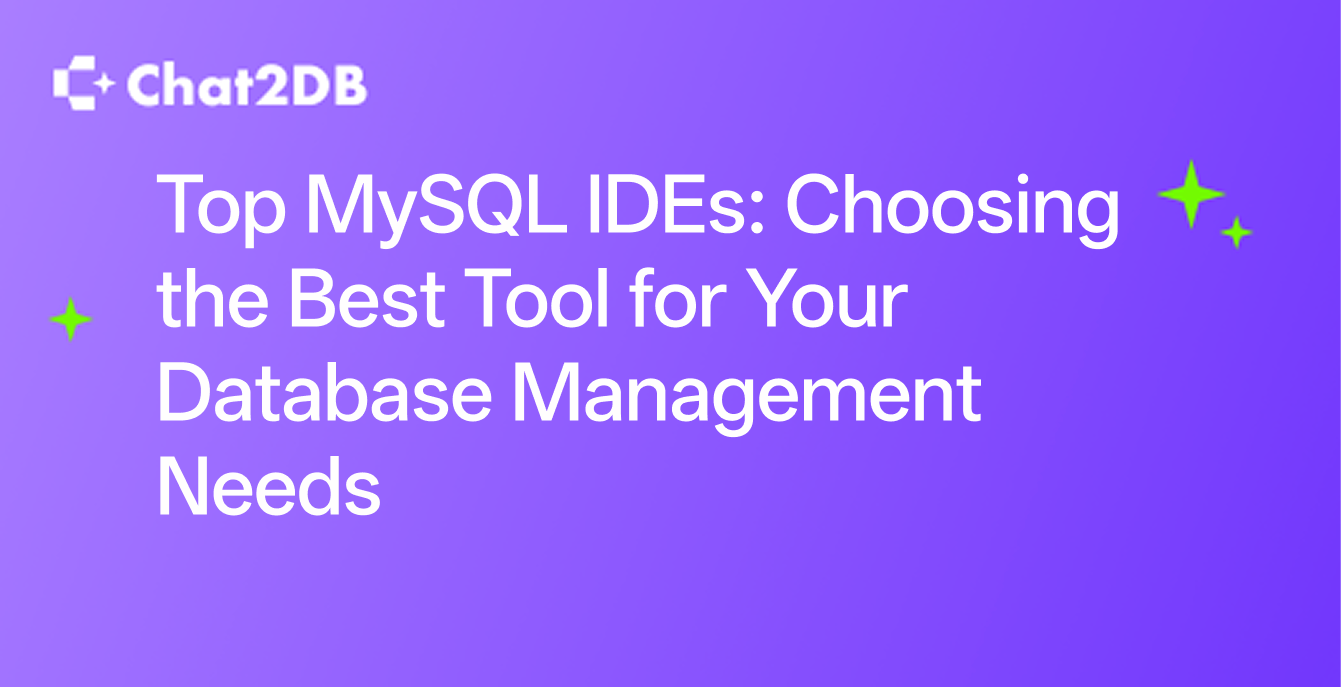 Chat2DB
Top MySQL IDEs: Choosing
the Best Tool for Your
Database Management
Needs